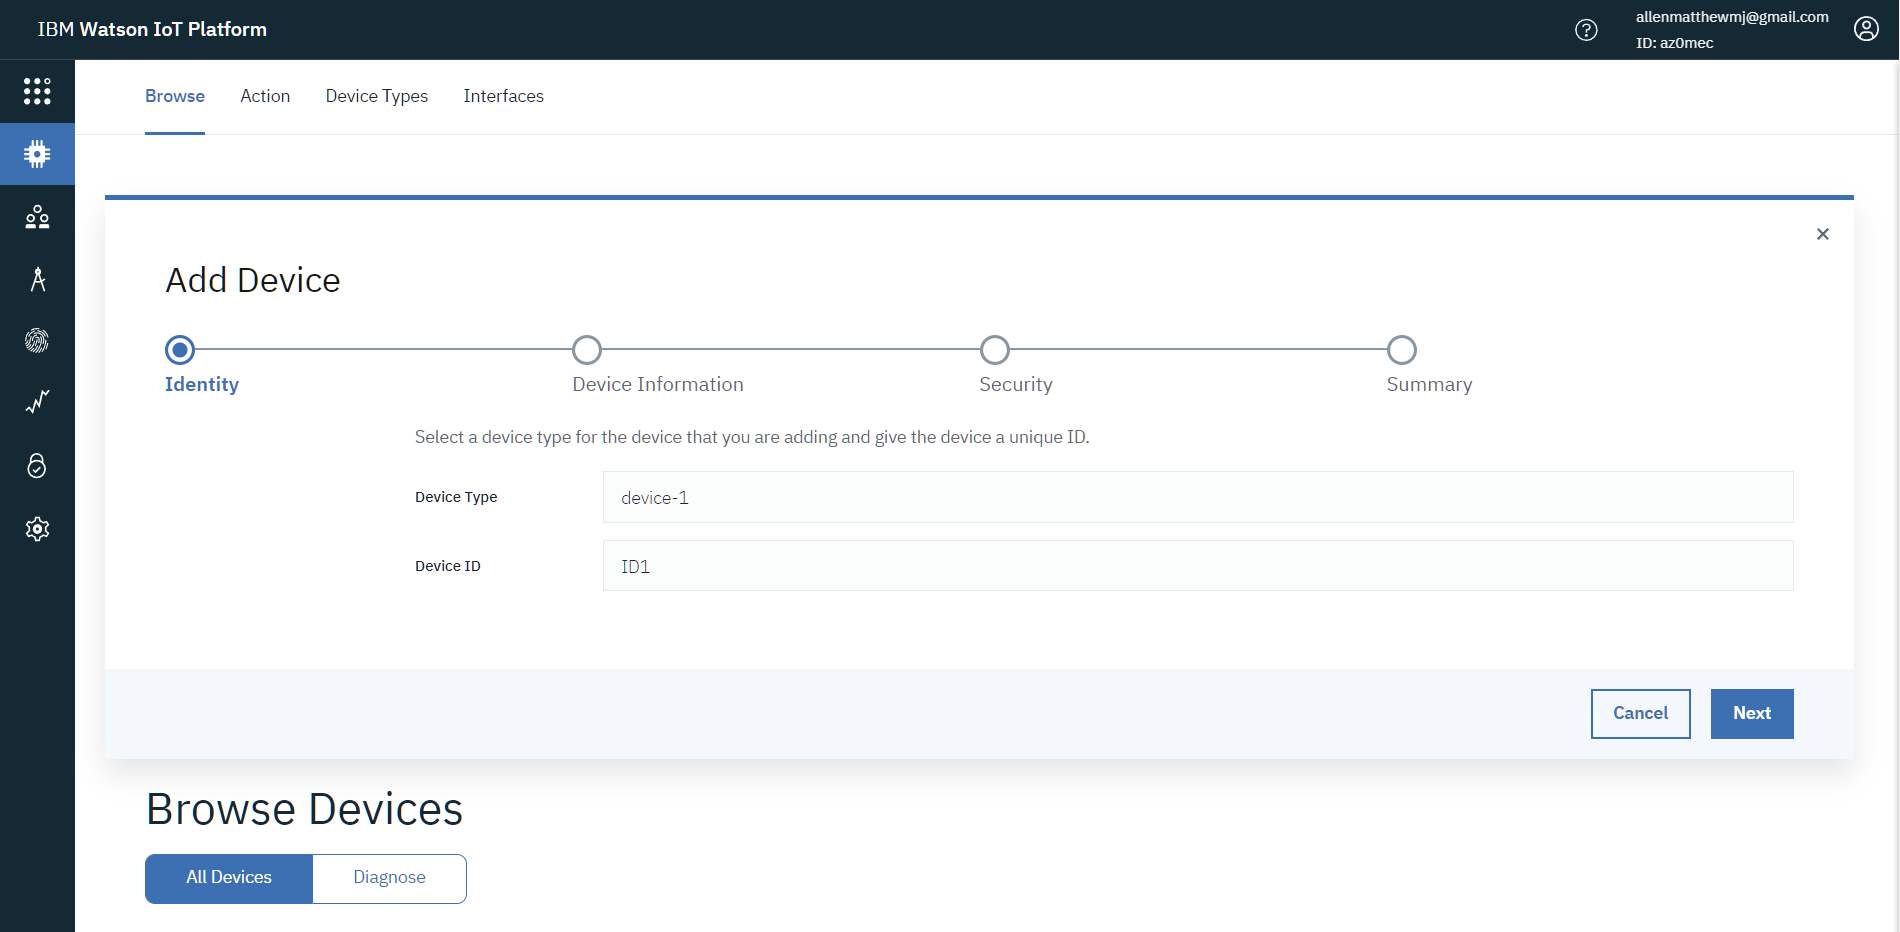 IBM Watson IoT Platform
allenmatthewmj@gmail.com
ID: az0mec
Browse Action Device Types Interfaces
Add Device
Identity Device Information Security Summary
Select a device type for the device that you are adding and give the device a unique ID.
Device Type device-1
Device ID ID1
Cancel Next
Browse Devices
All Devices Diagnose